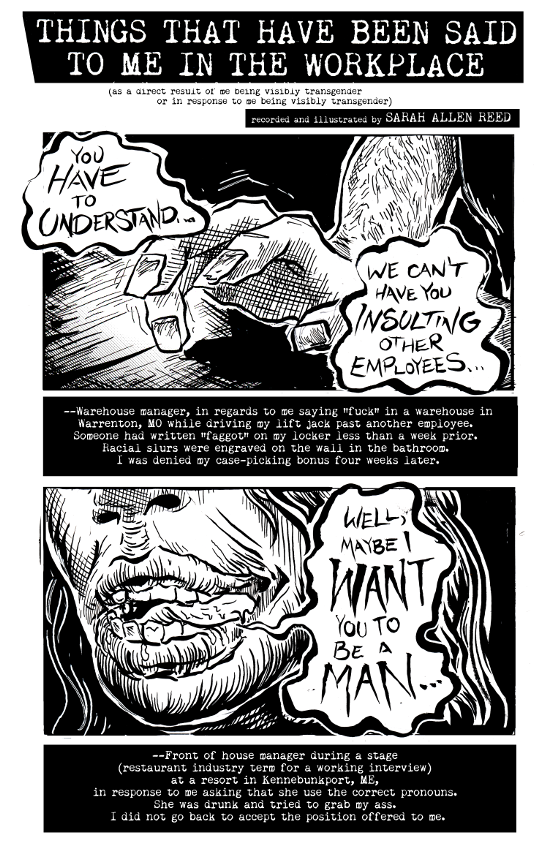 THINGS THAT HAVE BEEN SAID
TO ME IN THE WORKPLACE
(as a direct result of me being visibly transgender
or in response to me being visibly transgender)
recorded and illustrated by SARAH ALLEN REED
YOU
HAVE
TO
UNDERSTAND...
WE CAN'T
HAVE YOU
INSULTING
OTHER
EMPLOYEES...
--Warehouse manager, in regards to me saying "fuck" in a warehouse in
Warrenton, MO while driving my lift jack past another employee.
Someone had written "faggot" on my locker less than a week prior.
Racial slurs were engraved on the wall in the bathroom.
I was denied my case-picking bonus four weeks later.
WELL,
MAYBE I
WANT
YOU TO
BE A
MAN...
--Front of house manager during a stage
(restaurant industry term for a working interview)
at a resort in Kennebunkport, ME,
in response to me asking that she use the correct pronouns.
She was drunk and tried to grab my ass.
I did not go back to accept the position offered to me.